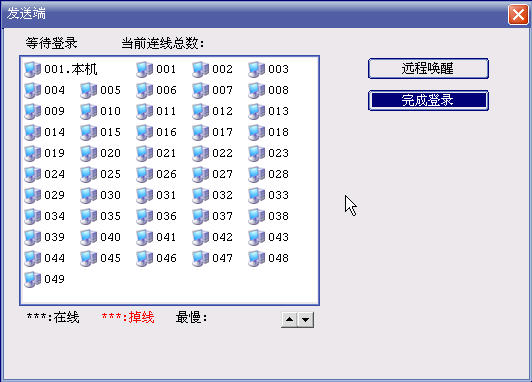 发送端
等待登录 当前连线总数:
001.本机 001 002 003
004 005 006 007 008
009 010 011 012 013
014 015 016 017 018
019 020 021 022 023
024 025 026 027 028
029 030 031 032 033
034 035 036 037 038
039 040 041 042 043
044 045 046 047 048
049
***:在线 ***:掉线 最慢:
远程唤醒
完成登录